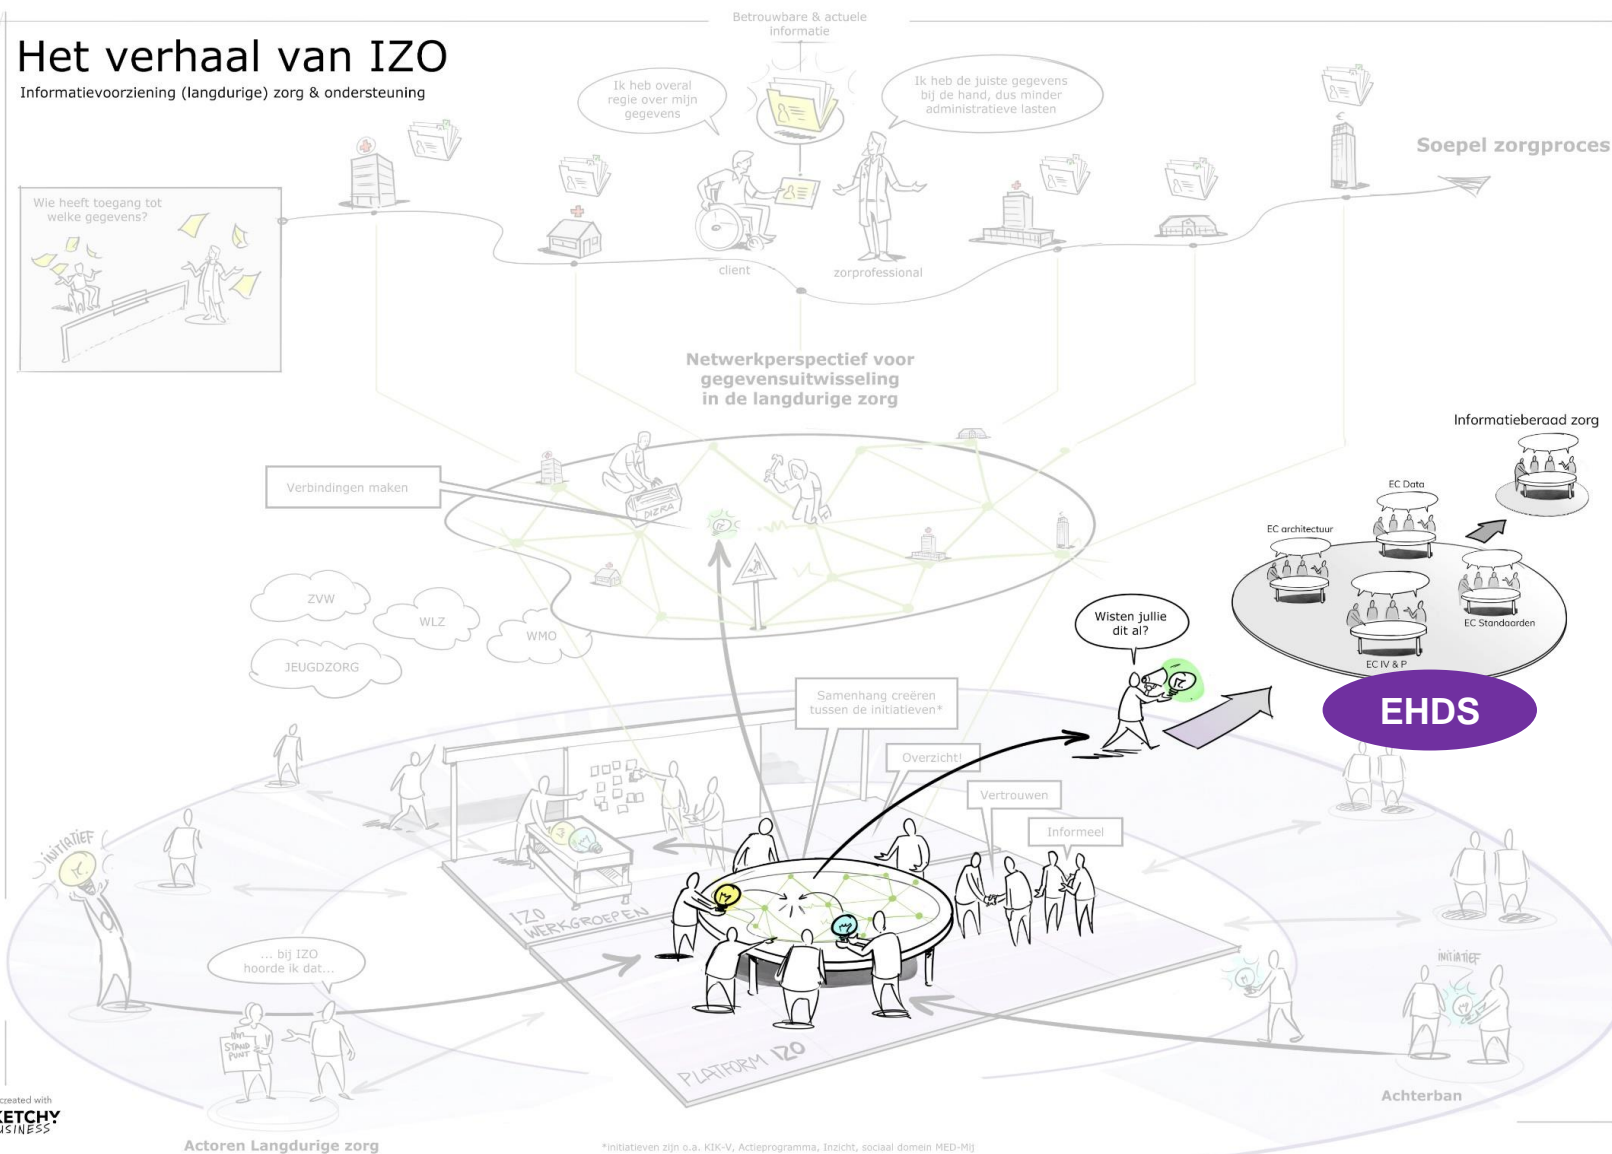 Het verhaal van IZO
Informatievoorziening (langdurige) zorg & ondersteuning
Betrouwbare & actuele
informatie
Ik heb overal
regie over mijn
gegevens
Ik heb de juiste gegevens
bij de hand, dus minder
administratieve lasten
Soepel zorgproces
Wie heeft toegang tot
welke gegevens?
client
zorprofessional
Netwerkperspectief voor
gegevensuitwisseling
in de langdurige zorg
Informatieberaad zorg
Verbindingen maken
DIZRA
EC Data
EC architectuur
EC Standaarden
EC IV & P
EHDS
ZVW
WLZ
WMO
JEUGDZORG
Wisten jullie
dit al?
Samenhang creëren
tussen de initiatieven*
Overzicht!
Vertrouwen
Informeel
INITIATIEF
IZO
WERKGROEPEN
... bij IZO
hoorde ik dat...
STAND
PUNT
INITIATIEF
PLATFORM IZO
Achterban
created with
KETCHY
USINESS
Actoren Langdurige zorg
*initiatieven zijn o.a. KIK-V, Actieprogramma, Inzicht, sociaal domein MED-Mij